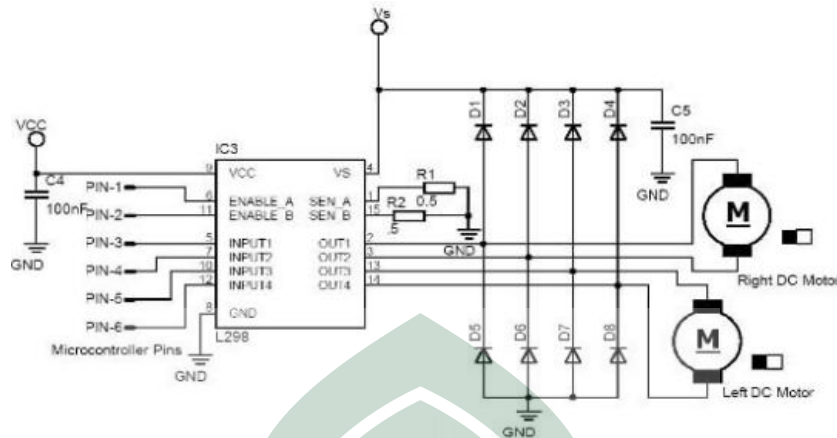 Vs
D1
D2
D3
D4
C5
100nF
GND
VCC
C4
100nF
GND
IC3
9
VCC
VS
4
PIN-1
6
ENABLE_A
SEN_A
1
R1
0.5
PIN-2
11
ENABLE_B
SEN_B
15
R2
.5
GND
PIN-3
5
INPUT1
OUT1
2
PIN-4
7
INPUT2
OUT2
3
PIN-5
10
INPUT3
OUT3
13
PIN-6
12
INPUT4
OUT4
14
8
GND
L298
GND
Microcontroller Pins
M
Right DC Motor
D5
D6
D7
D8
M
Left DC Motor
GND